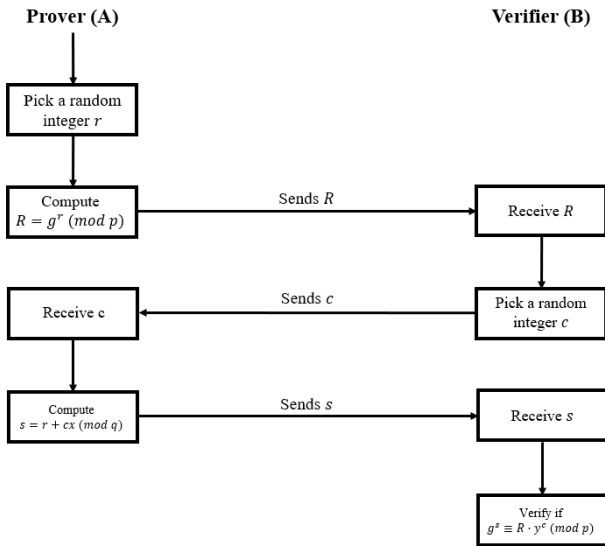 Prover (A)
Verifier (B)
Pick a random
integer r
Compute
R = g^r (mod p)
Sends R
Receive R
Pick a random
integer c
Sends c
Receive c
Compute
s = r + cx (mod q)
Sends s
Receive s
Verify if
g^s ≡ R · y^c (mod p)